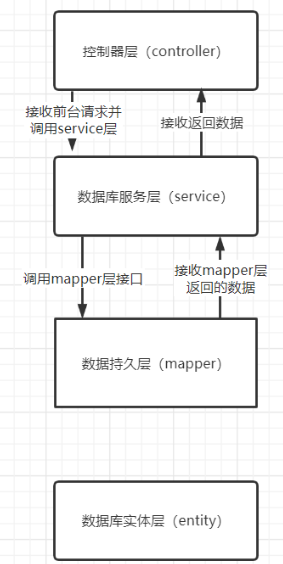 控制器层（controller）
接收前台请求并
调用service层
接收返回数据
数据库服务层（service）
调用mapper层接口
接收mapper层
返回的数据
数据持久层（mapper）
数据库实体层（entity）